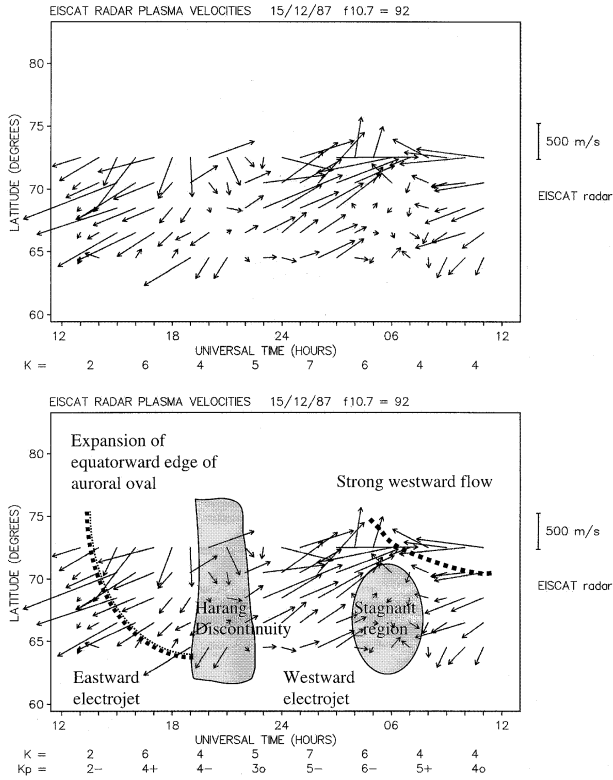 EISCAT RADAR PLASMA VELOCITIES 15/12/87 f10.7 = 92
80
75
70
65
60
LATITUDE (DEGREES)
500 m/s
EISCAT radar
12 18 24 06 12
UNIVERSAL TIME (HOURS)
K = 2 6 4 5 7 6 4 4
EISCAT RADAR PLASMA VELOCITIES 15/12/87 f10.7 = 92
Expansion of
equatorward edge of
auroral oval
Strong westward flow
80
75
70
65
60
LATITUDE (DEGREES)
500 m/s
EISCAT radar
Harang
Discontinuity
Stagnant
region
Eastward
electrojet
Westward
electrojet
12 18 24 06 12
UNIVERSAL TIME (HOURS)
K = 2 6 4 5 7 6 4 4
Kp = 2- 4+ 4- 3o 5- 6- 5+ 4o